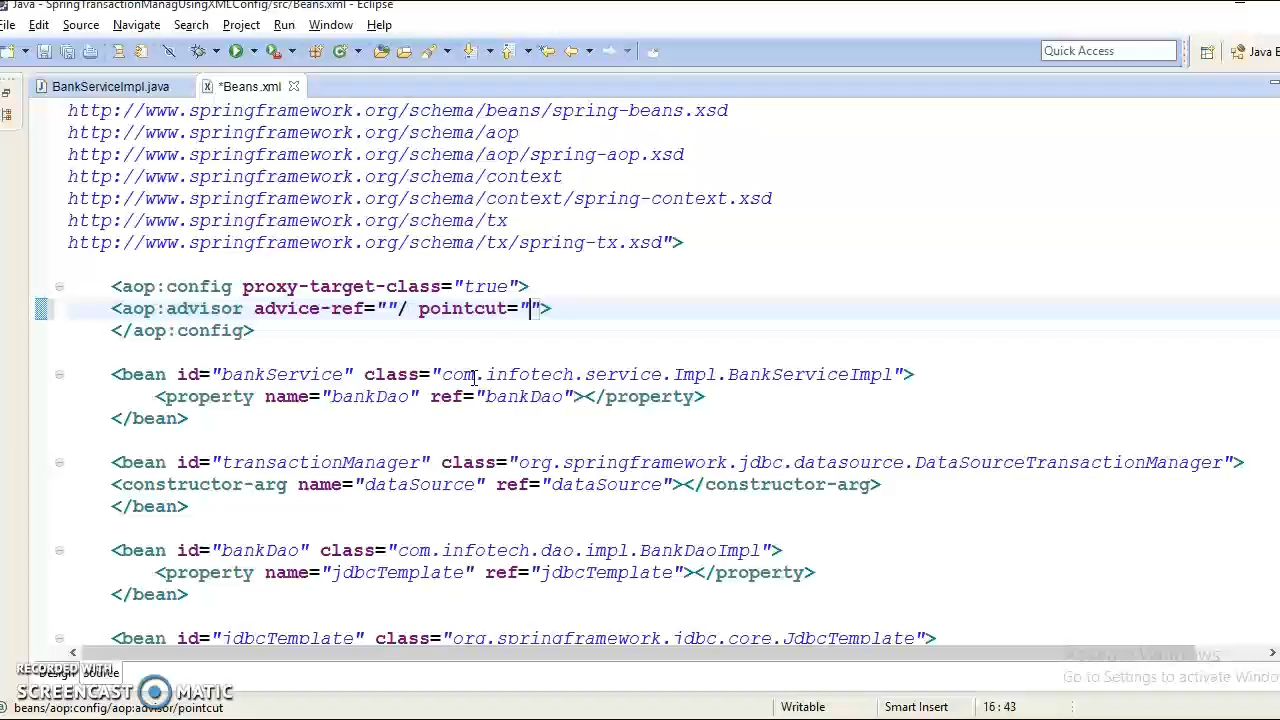 Java - SpringTransactionManagUsingXMLConfig/src/Beans.xml - Eclipse
File Edit Source Navigate Search Project Run Window Help
Quick Access
Java E
BankServiceImpl.java *Beans.xml
http://www.springframework.org/schema/beans/spring-beans.xsd
http://www.springframework.org/schema/aop
http://www.springframework.org/schema/aop/spring-aop.xsd
http://www.springframework.org/schema/context
http://www.springframework.org/schema/context/spring-context.xsd
http://www.springframework.org/schema/tx
http://www.springframework.org/schema/tx/spring-tx.xsd">
<aop:config proxy-target-class="true">
<aop:advisor advice-ref=""/ pointcut="">
</aop:config>
<bean id="bankService" class="com.infotech.service.Impl.BankServiceImpl">
<property name="bankDao" ref="bankDao"></property>
</bean>
<bean id="transactionManager" class="org.springframework.jdbc.datasource.DataSourceTransactionManager">
<constructor-arg name="dataSource" ref="dataSource"></constructor-arg>
</bean>
<bean id="bankDao" class="com.infotech.dao.impl.BankDaoImpl">
<property name="jdbcTemplate" ref="jdbcTemplate"></property>
</bean>
<bean id="jdbcTemplate" class="org.springframework.jdbc.core.JdbcTemplate">
Activate Windows
Go to Settings to activate Windo
Design Source
RECORDED WITH
SCREENCAST MATIC
beans/aop:config/aop:advisor/pointcut
Writable
Smart Insert
16 : 43